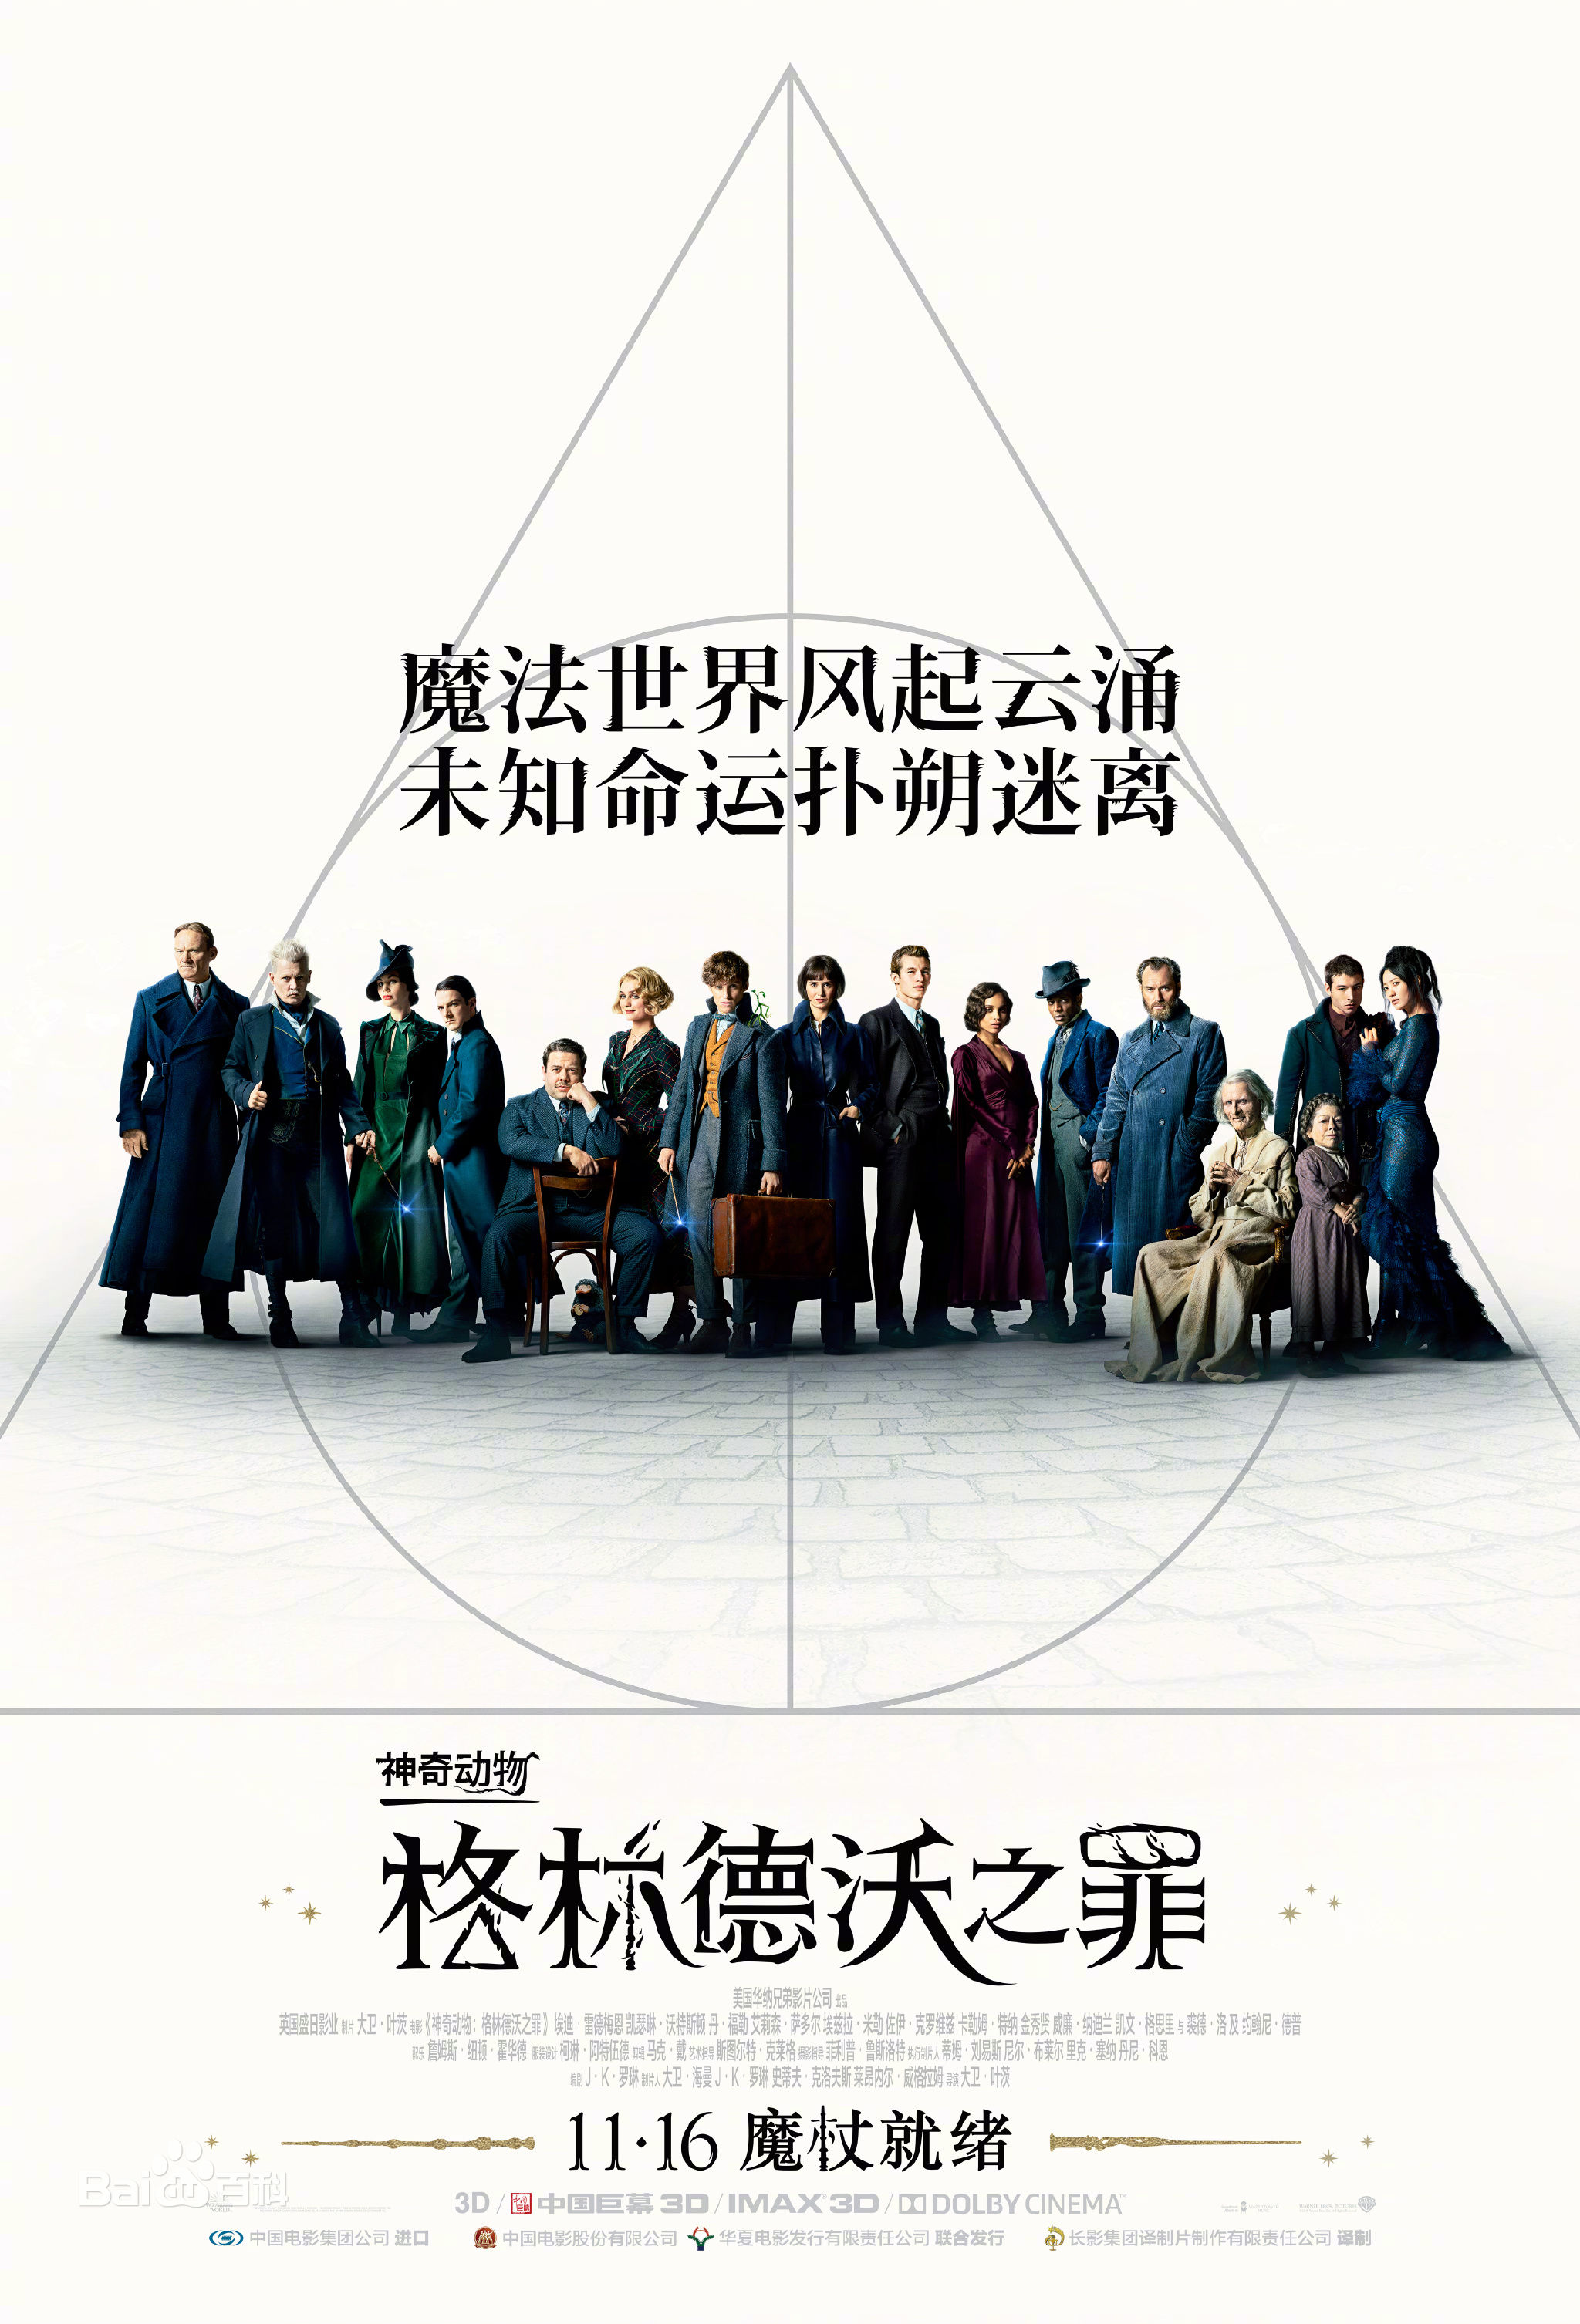 魔法世界风起云涌
未知命运扑朔迷离
神奇动物
格林德沃之罪
美国华纳兄弟影片公司 出品
英国盛日影业 制片 大卫·叶茨 电影《神奇动物：格林德沃之罪》 埃迪·雷德梅恩 凯瑟琳·沃特斯顿 丹·福勒 艾莉森·萨多尔 埃兹拉·米勒 佐伊·克罗维兹 卡勒姆·特纳 金秀贤 威廉·纳迪兰 凯文·格思里 与 裘德·洛 及 约翰尼·德普
配乐 詹姆斯·纽顿·霍华德 服装设计 柯琳·阿特伍德 剪辑 马克·戴 艺术指导 斯图尔特·克莱格 摄影指导 菲利普·鲁斯洛特 执行制片人 蒂姆·刘易斯 尼尔·布莱尔 里克·塞纳 丹尼·科恩
编剧 J·K·罗琳 制片人 大卫·海曼 J·K·罗琳 史蒂夫·克洛夫斯 莱昂内尔·威格拉姆 导演 大卫·叶茨
11·16 魔杖就绪
Bai百科
3D / 中国巨幕 3D / IMAX 3D / DOLBY CINEMA
中国电影集团公司 进口 中国电影股份有限公司 华夏电影发行有限责任公司 联合发行 长影集团译制片制作有限责任公司 译制